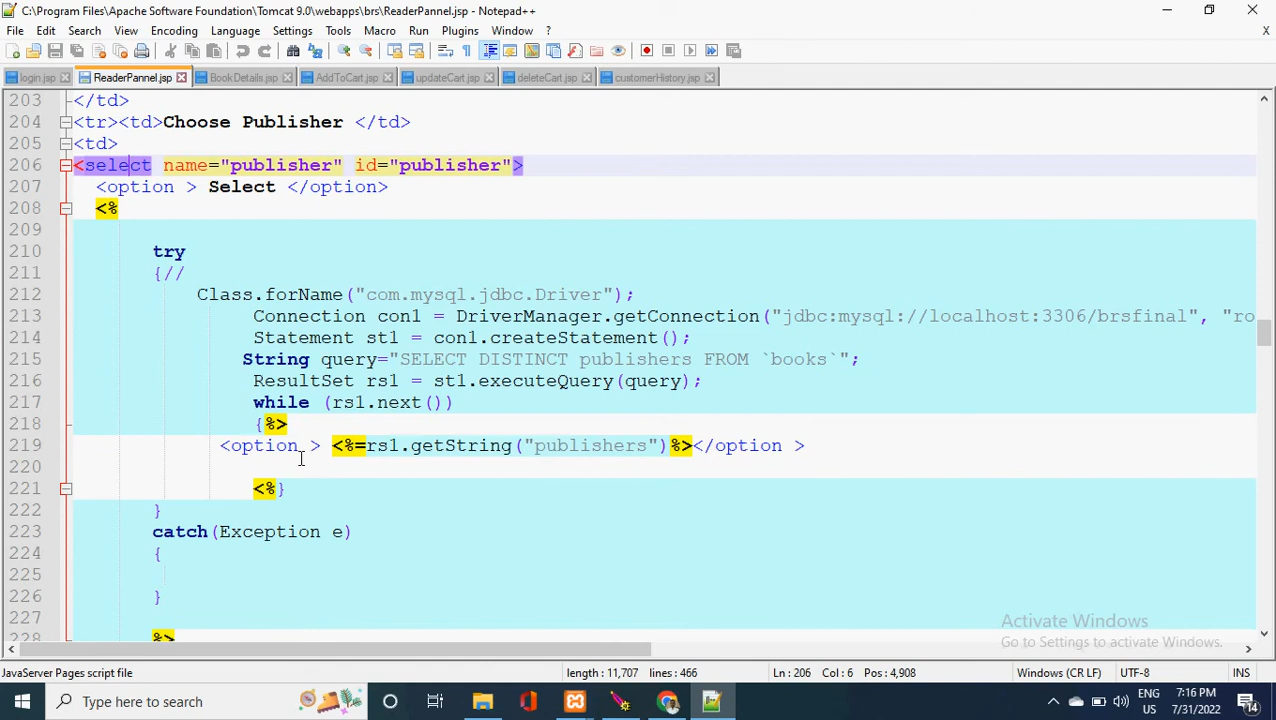 C:\Program Files\Apache Software Foundation\Tomcat 9.0\webapps\brs\ReaderPannel.jsp - Notepad++
File Edit Search View Encoding Language Settings Tools Macro Run Plugins Window ? X
login.jsp ReaderPannel.jsp BookDetails.jsp AddToCart.jsp updateCart.jsp deleteCart.jsp customerHistory.jsp
203 </td>
204 <tr><td>Choose Publisher </td>
205 <td>
206 <select name="publisher" id="publisher">
207 <option > Select </option>
208 <%
209
210 try
211 {//
212 Class.forName("com.mysql.jdbc.Driver");
213 Connection con1 = DriverManager.getConnection("jdbc:mysql://localhost:3306/brsfinal", "ro
214 Statement st1 = con1.createStatement();
215 String query="SELECT DISTINCT publishers FROM `books`";
216 ResultSet rs1 = st1.executeQuery(query);
217 while (rs1.next())
218 {%>
219 <option > <%=rs1.getString("publishers")%></option >
220
221 <%}
222 }
223 catch(Exception e)
224 {
225
226 }
227
228 %>
Activate Windows
Go to Settings to activate Windows.
JavaServer Pages script file length : 11,707 lines : 466 Ln : 206 Col : 6 Pos : 4,908 Windows (CR LF) UTF-8 INS
Type here to search
ENG
US
7:16 PM
7/31/2022
14